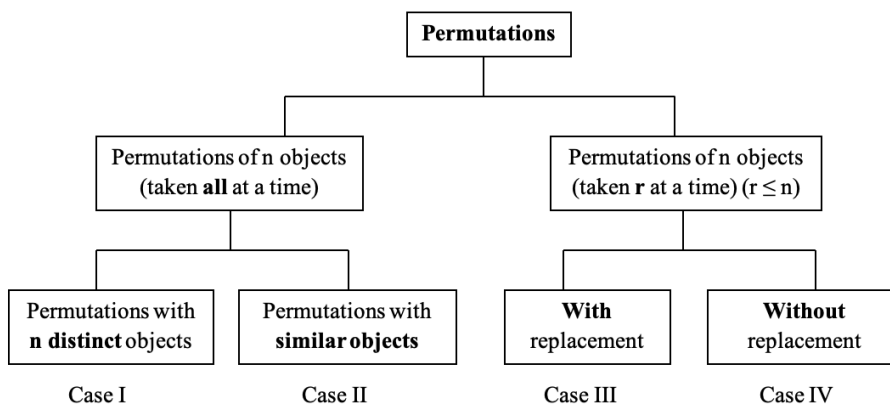 Permutations
Permutations of n objects
(taken all at a time)
Permutations of n objects
(taken r at a time) (r ≤ n)
Permutations with
n distinct objects
Permutations with
similar objects
With
replacement
Without
replacement
Case I
Case II
Case III
Case IV